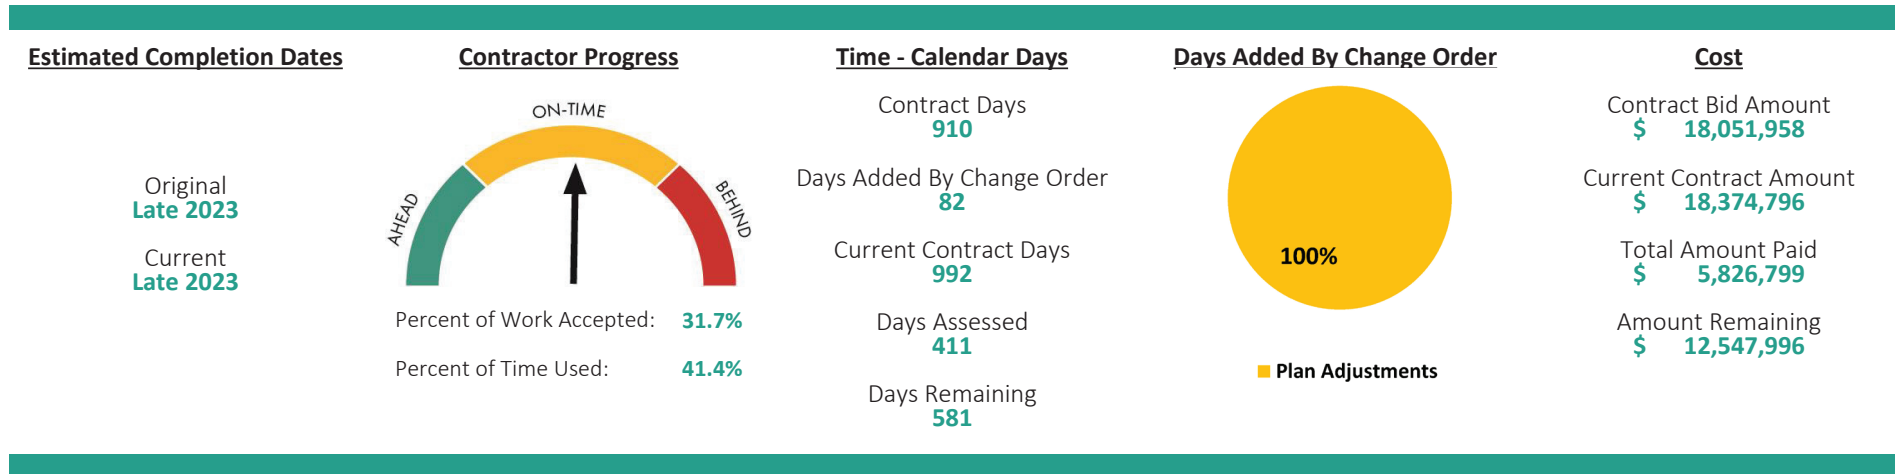 Estimated Completion Dates
Original
Late 2023
Current
Late 2023
Contractor Progress
ON-TIME
AHEAD
BEHIND
Percent of Work Accepted: 31.7%
Percent of Time Used: 41.4%
Time - Calendar Days
Contract Days
910
Days Added By Change Order
82
Current Contract Days
992
Days Assessed
411
Days Remaining
581
Days Added By Change Order
100%
Plan Adjustments
Cost
Contract Bid Amount
$ 18,051,958
Current Contract Amount
$ 18,374,796
Total Amount Paid
$ 5,826,799
Amount Remaining
$ 12,547,996